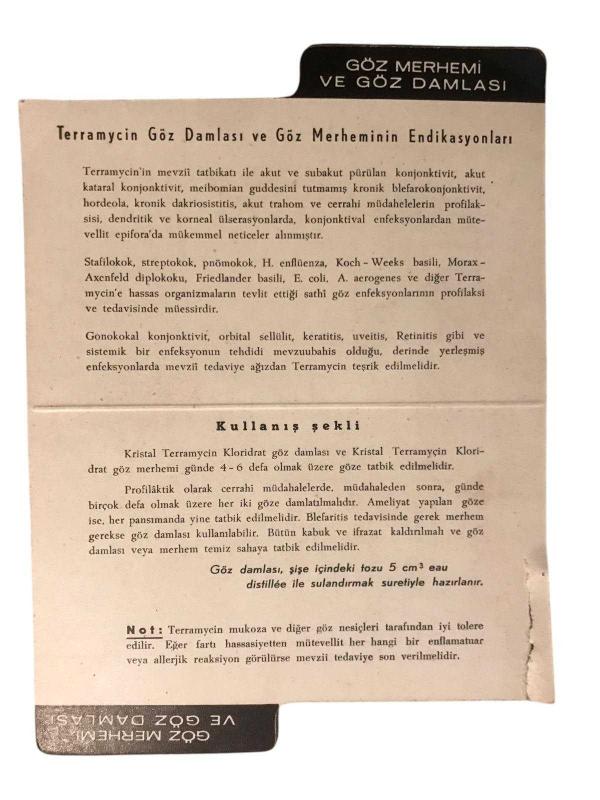 GÖZ MERHEMİ
VE GÖZ DAMLASI
Terramycin Göz Damlası ve Göz Merheminin Endikasyonları
Terramycin'in mevziî tatbikatı ile akut ve subakut pürülan konjonktivit, akut
kataral konjonktivit, meibomian guddesini tutmamış kronik blefarokonjonktivit,
hordeola, kronik dakriosistitis, akut trahom ve cerrahî müdahelelerin profilak-
sisi, dendritik ve korneal ülserasyonlarda, konjonktival enfeksyonlardan müte-
vellit epifora'da mükemmel neticeler alınmıştır.
Stafilokok, streptokok, pnömokok, H. enflüenza, Koch - Weeks basili, Morax -
Axenfeld diplokoku, Friedlander basili, E. coli, A. aerogenes ve diğer Terra-
mycin'e hassas organizmaların tevlit ettiği sathî göz enfeksyonlarının profilaksi
ve tedavisinde müessirdir.
Gonokokal konjonktivit, orbital sellülit, keratitis, uveitis, Retinitis gibi ve
sistemik bir enfeksyonun tehdidi mevzuubahis olduğu, derinde yerleşmiş
enfeksyonlarda mevziî tedaviye ağızdan Terramycin teşrik edilmelidir.
Kullanış şekli
Kristal Terramycin Kloridrat göz damlası ve Kristal Terramyçin Klori-
drat göz merhemi günde 4-6 defa olmak üzere göze tatbik edilmelidir.
Profilâktik olarak cerrahî müdahalelerde, müdahaleden sonra, günde
birçok defa olmak üzere her iki göze damlatılmalıdır. Ameliyat yapılan göze
ise, her pansımanda yine tatbik edilmelidir. Blefaritis tedavisinde gerek merhem
gerekse göz damlası kullamlabilir. Bütün kabuk ve ifrazat kaldırılmalı ve göz
damlası veya merhem temiz sahaya tatbik edilmelidir.
Göz damlası, şişe içindeki tozu 5 cm³ eau
distillée ile sulandırmak suretiyle hazırlanır.
Not: Terramycin mukoza ve diğer göz nesiçleri tarafından iyi tolere
edilir. Eğer fartı hassasiyetten mütevellit her hangi bir enflamatuar
veya allerjik reaksiyon görülürse mevziî tedaviye son verilmelidir.
GÖZ MERHEMİ
VE GÖZ DAMLASI